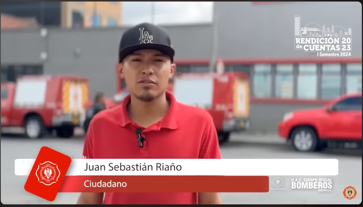 RENDICIÓN 20
DE CUENTAS 23
I Semestre 2024
LA
Juan Sebastián Riaño
Ciudadano
BOMBEROS